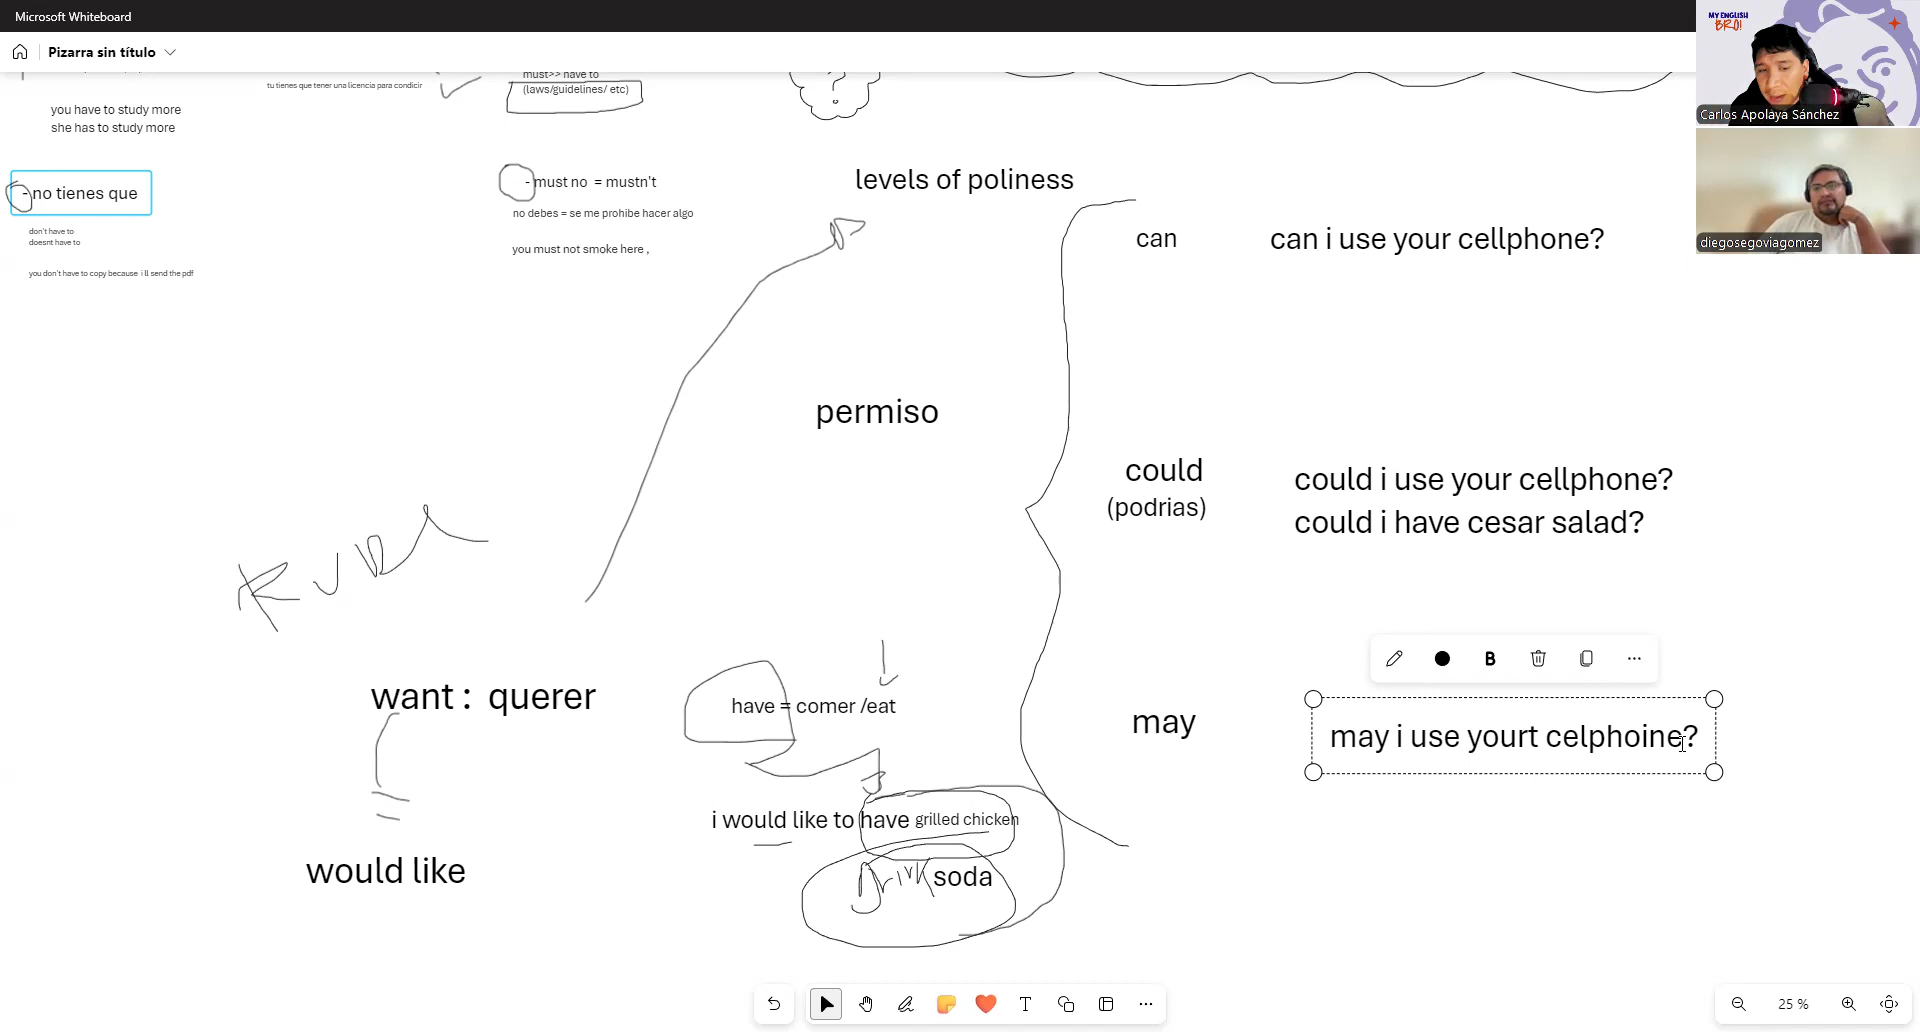 Microsoft Whiteboard
Pizarra sin título
MY ENGLISH
BRO!
Carlos Apolaya Sánchez
diegosegoviagomez
you have to study more
she has to study more
tu tienes que tener una licencia para condicir
must>> have to
(laws/guidelines/ etc)
?
- no tienes que
don't have to
doesnt have to
you don't have to copy because i ll send the pdf
- must no = mustn't
no debes = se me prohibe hacer algo
you must not smoke here ,
levels of poliness
can
can i use your cellphone?
permiso
could
(podrias)
could i use your cellphone?
could i have cesar salad?
want : querer
have = comer /eat
may
may i use yourt celphoine?
i would like to have grilled chicken
would like
Drink soda
25 %